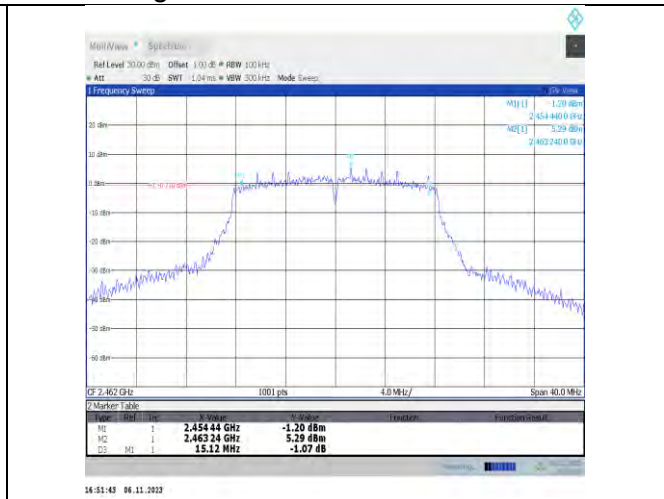 MultiView Spectrum
Ref Level 30.00 dBm Offset 1.00 dB RBW 100 kHz
Att 30 dB SWT 1.04 ms VBW 300 kHz Mode Sweep
1 Frequency Sweep
M1[1] -1.20 dBm
2.454 440 0 GHz
20 dBm
M2[1] 5.29 dBm
2.463 240 0 GHz
10 dBm
0 dBm
-10 dBm
-20 dBm
-30 dBm
-50 dBm
-60 dBm
CF 2.462 GHz 1001 pts 4.0 MHz/ Span 40.0 MHz
2 Marker Table
Type Ref Trc X-Value Y-Value Function Function Result
M1 1 2.454 44 GHz -1.20 dBm
M2 1 2.463 24 GHz 5.29 dBm
D3 M1 1 15.12 MHz -1.07 dB
16:51:43 06.11.2023